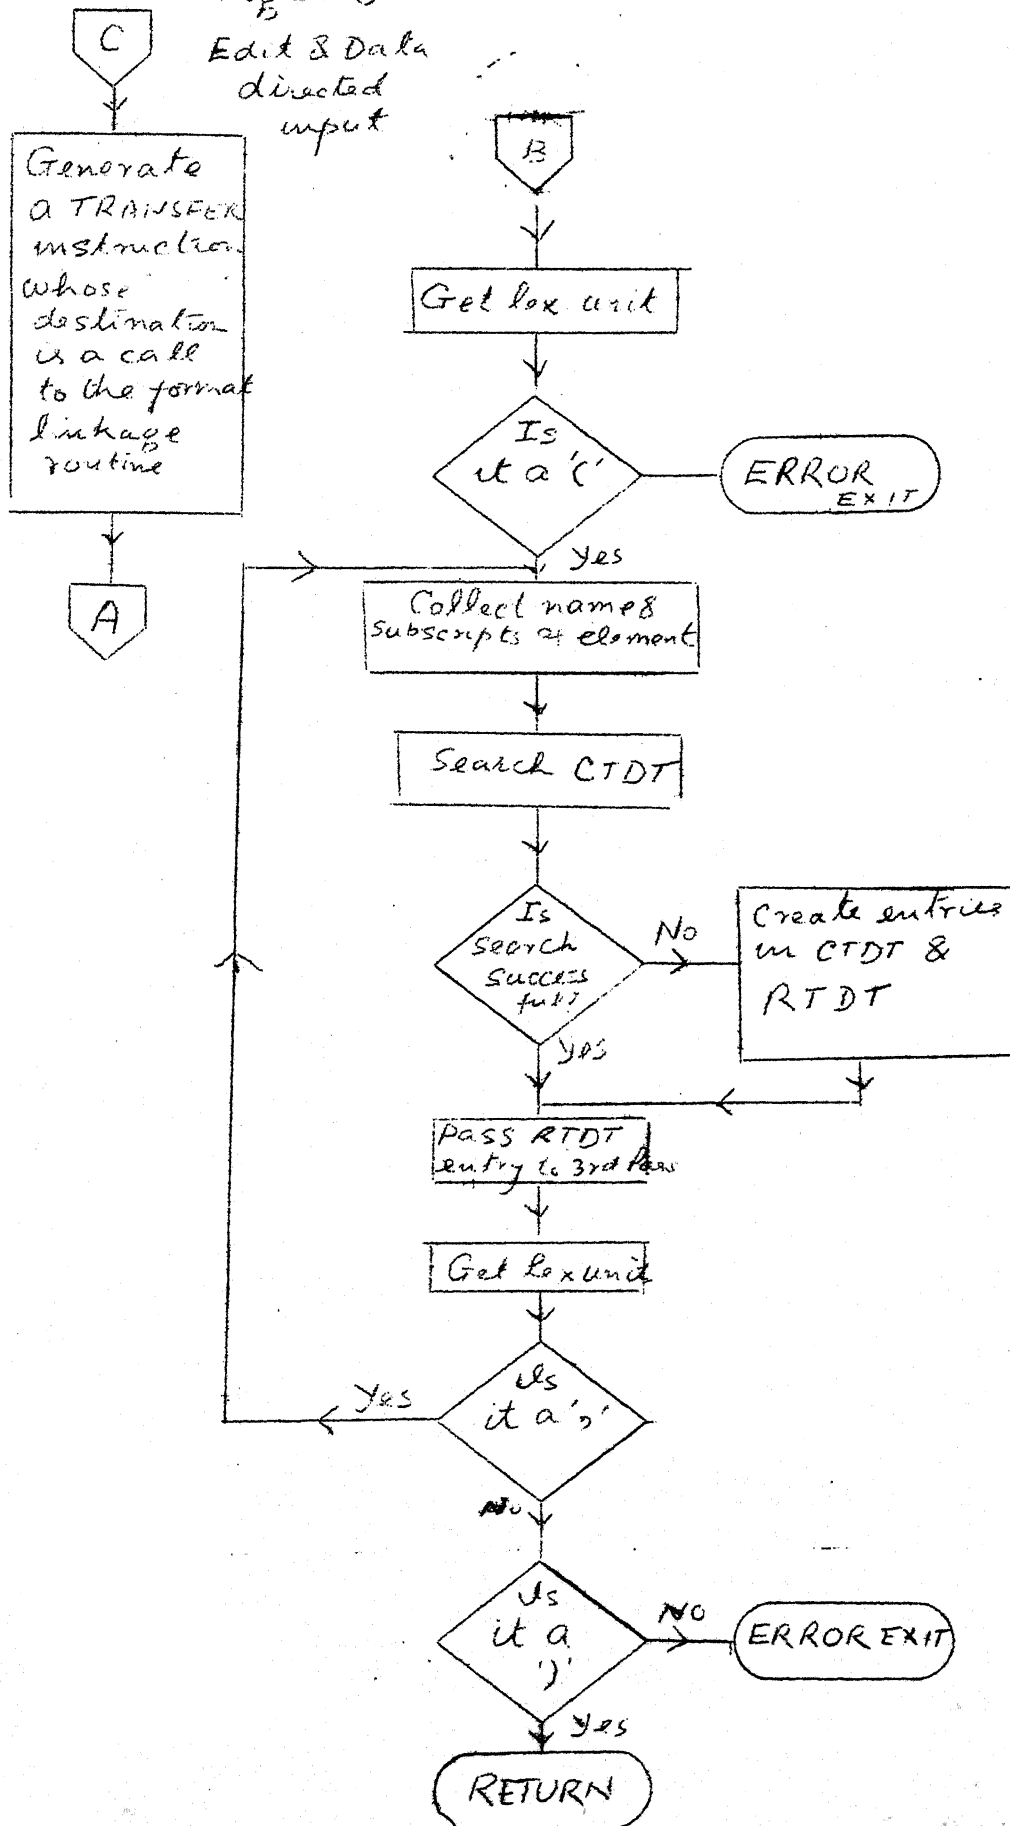 C
Edit & Data
directed
input
Generate
a TRANSFER
instruction
whose
destination
is a call
to the format
linkage
routine
A
B
Get lex unit
Is
it a '('
ERROR
EXIT
Yes
Collect name &
subscripts of element
Search CTDT
Is
search
success
ful?
No
Create entries
in CTDT &
RTDT
Yes
Pass RTDT
entry to 3rd Pass
Get Lex unit
Is
it a ','
Yes
No
Is
it a
')'
No
ERROR EXIT
Yes
RETURN